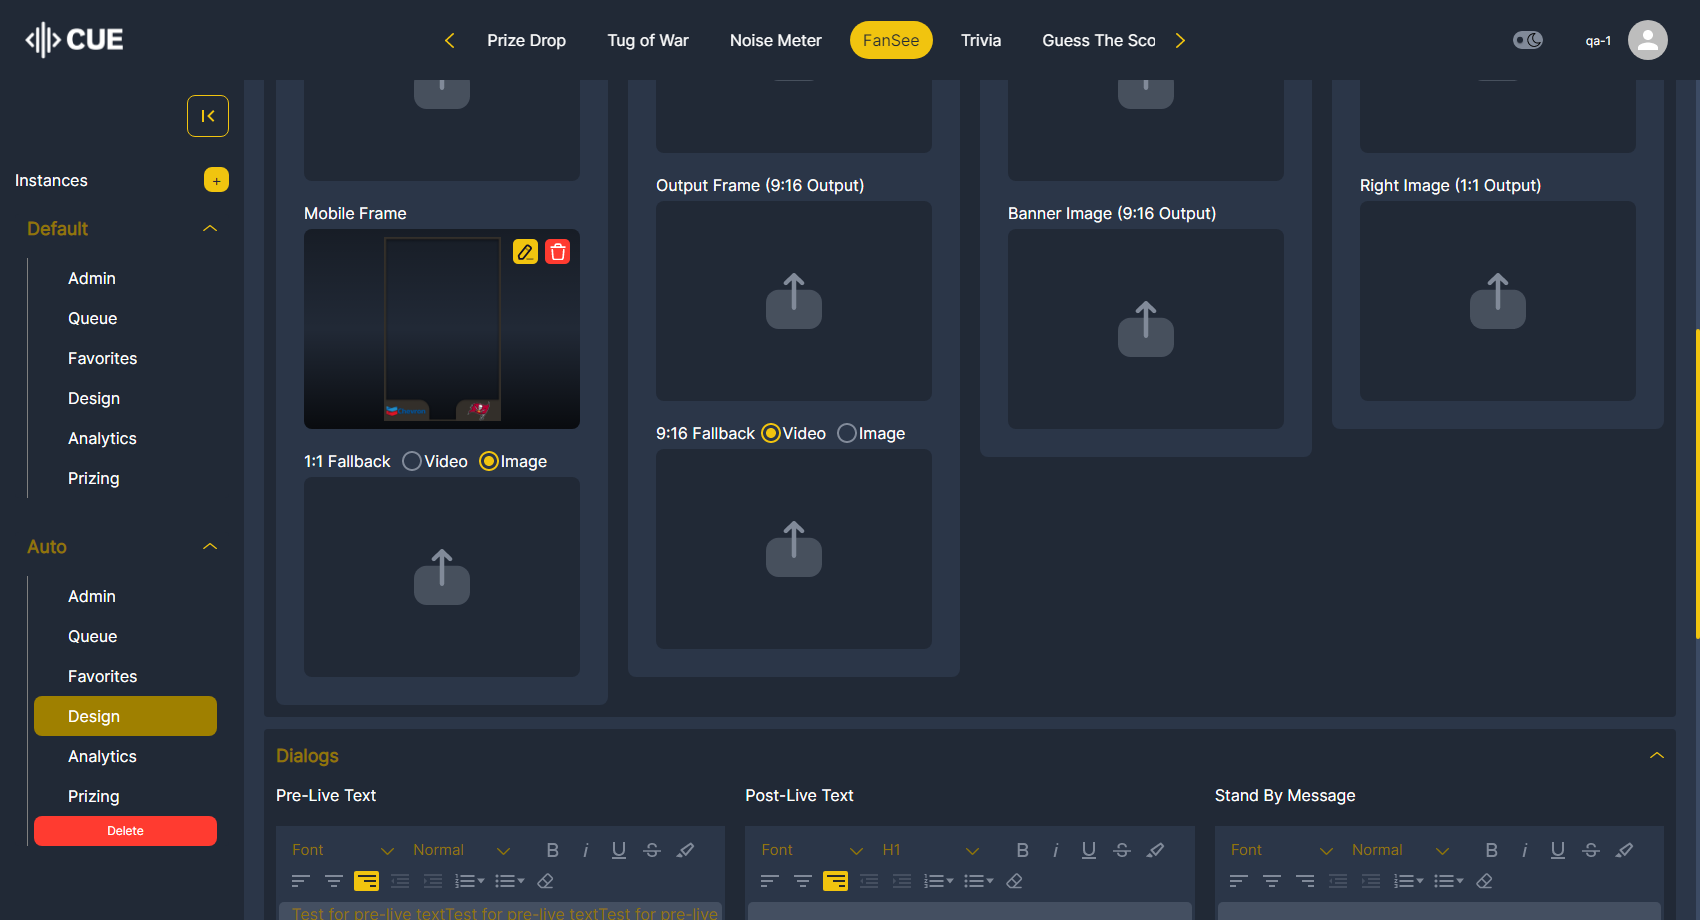 CUE
Prize Drop
Tug of War
Noise Meter
FanSee
Trivia
Guess The Sco
qa-1
Instances
+
Default
Admin
Queue
Favorites
Design
Analytics
Prizing
Auto
Admin
Queue
Favorites
Design
Analytics
Prizing
Delete
Mobile Frame
1:1 Fallback Video Image
Output Frame (9:16 Output)
9:16 Fallback Video Image
Banner Image (9:16 Output)
Right Image (1:1 Output)
Dialogs
Pre-Live Text
Font Normal B i U S
Test for pre-live textTest for pre-live textTest for pre-live
Post-Live Text
Font H1 B i U S
Stand By Message
Font Normal B i U S